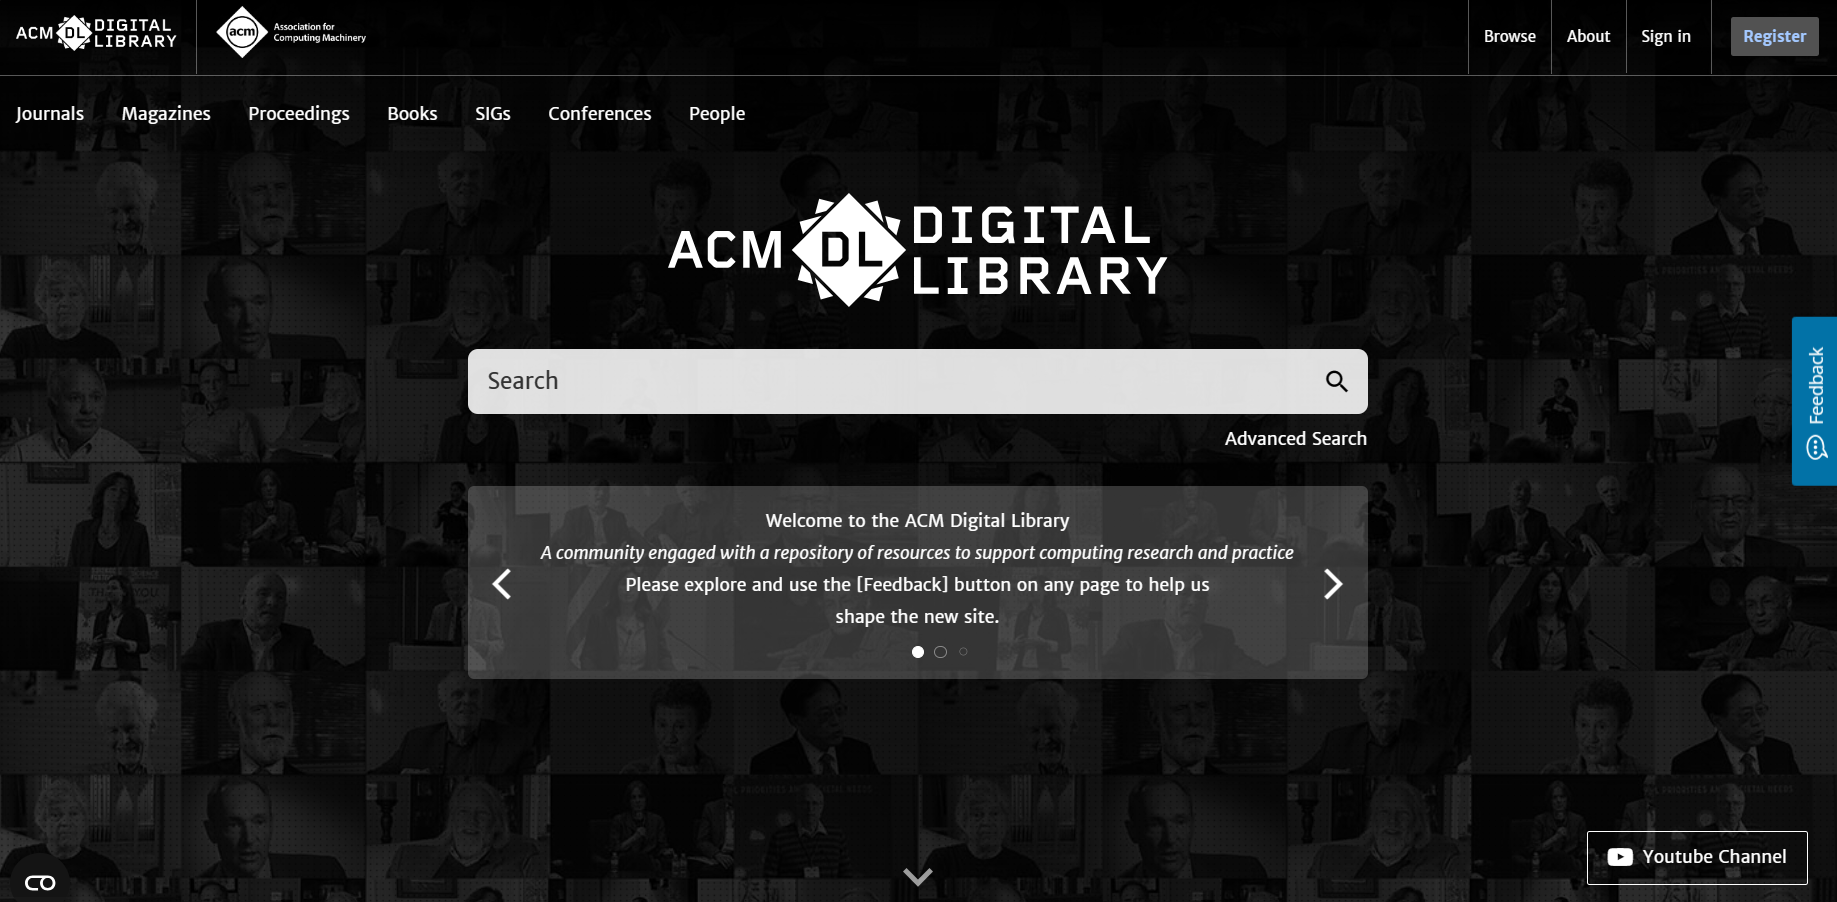 ACM DL DIGITAL LIBRARY
acm Association for Computing Machinery
Browse
About
Sign in
Register
Journals
Magazines
Proceedings
Books
SIGs
Conferences
People
ACM DL DIGITAL LIBRARY
Search
Advanced Search
Feedback
Welcome to the ACM Digital Library
A community engaged with a repository of resources to support computing research and practice
Please explore and use the [Feedback] button on any page to help us
shape the new site.
Youtube Channel